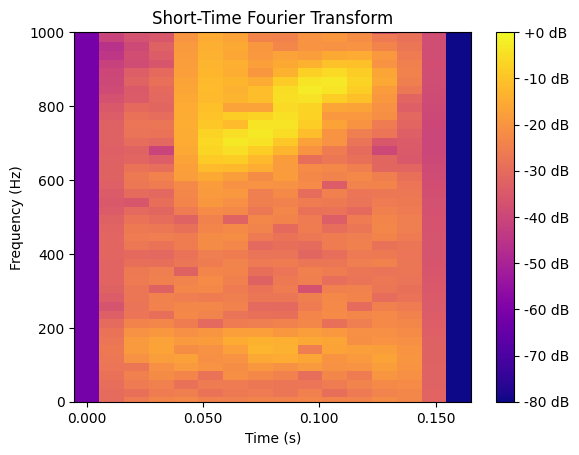 Short-Time Fourier Transform
1000
800
600
400
200
0
Frequency (Hz)
0.000
0.050
0.100
0.150
Time (s)
+0 dB
-10 dB
-20 dB
-30 dB
-40 dB
-50 dB
-60 dB
-70 dB
-80 dB